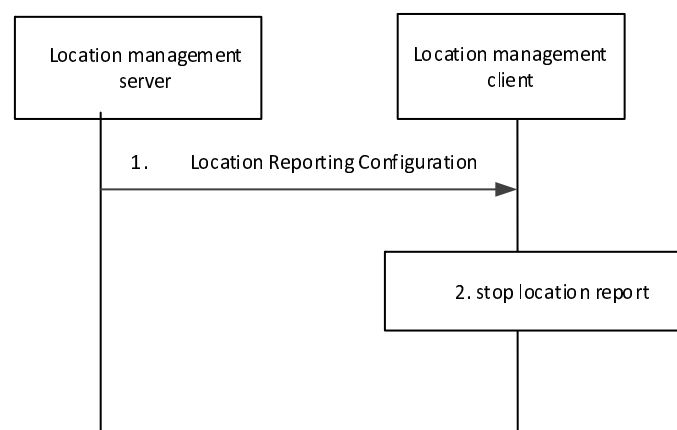 Location management
server
Location management
client
1. Location Reporting Configuration
2. stop location report